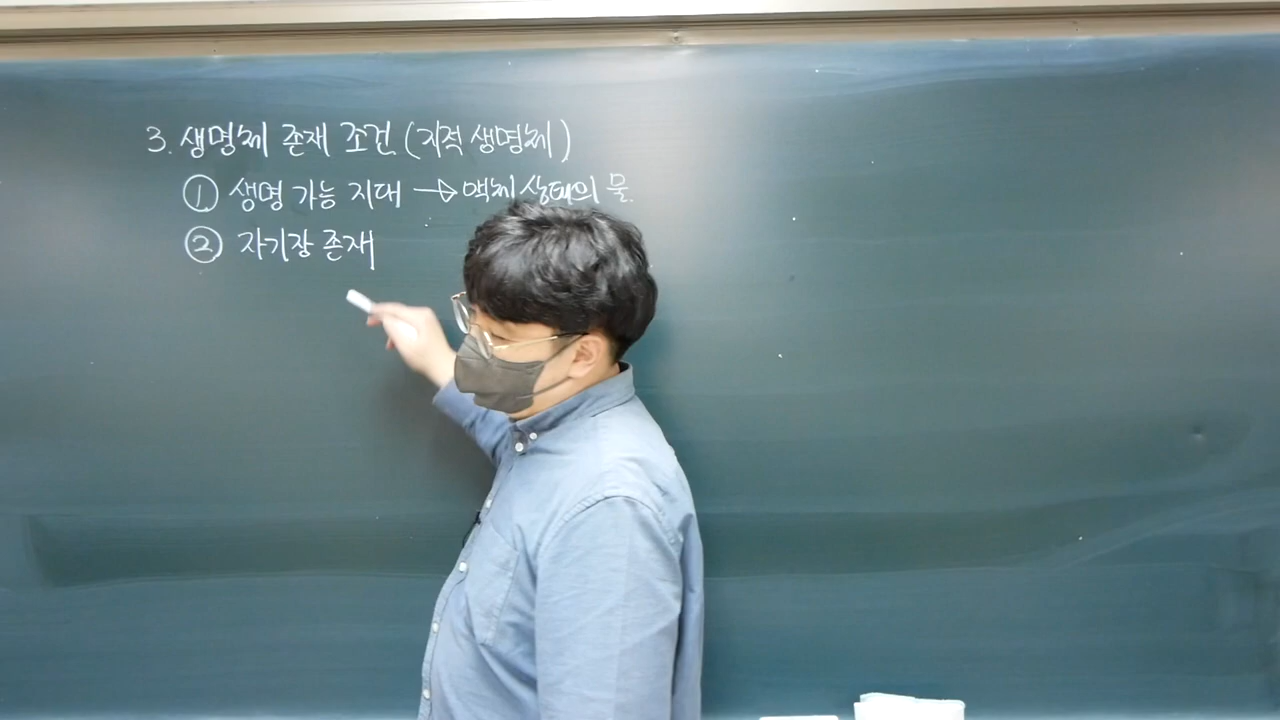 3. 생명체 존재 조건 (지적 생명체)
① 생명 가능 지대 → 액체 상태의 물.
② 자기장 존재